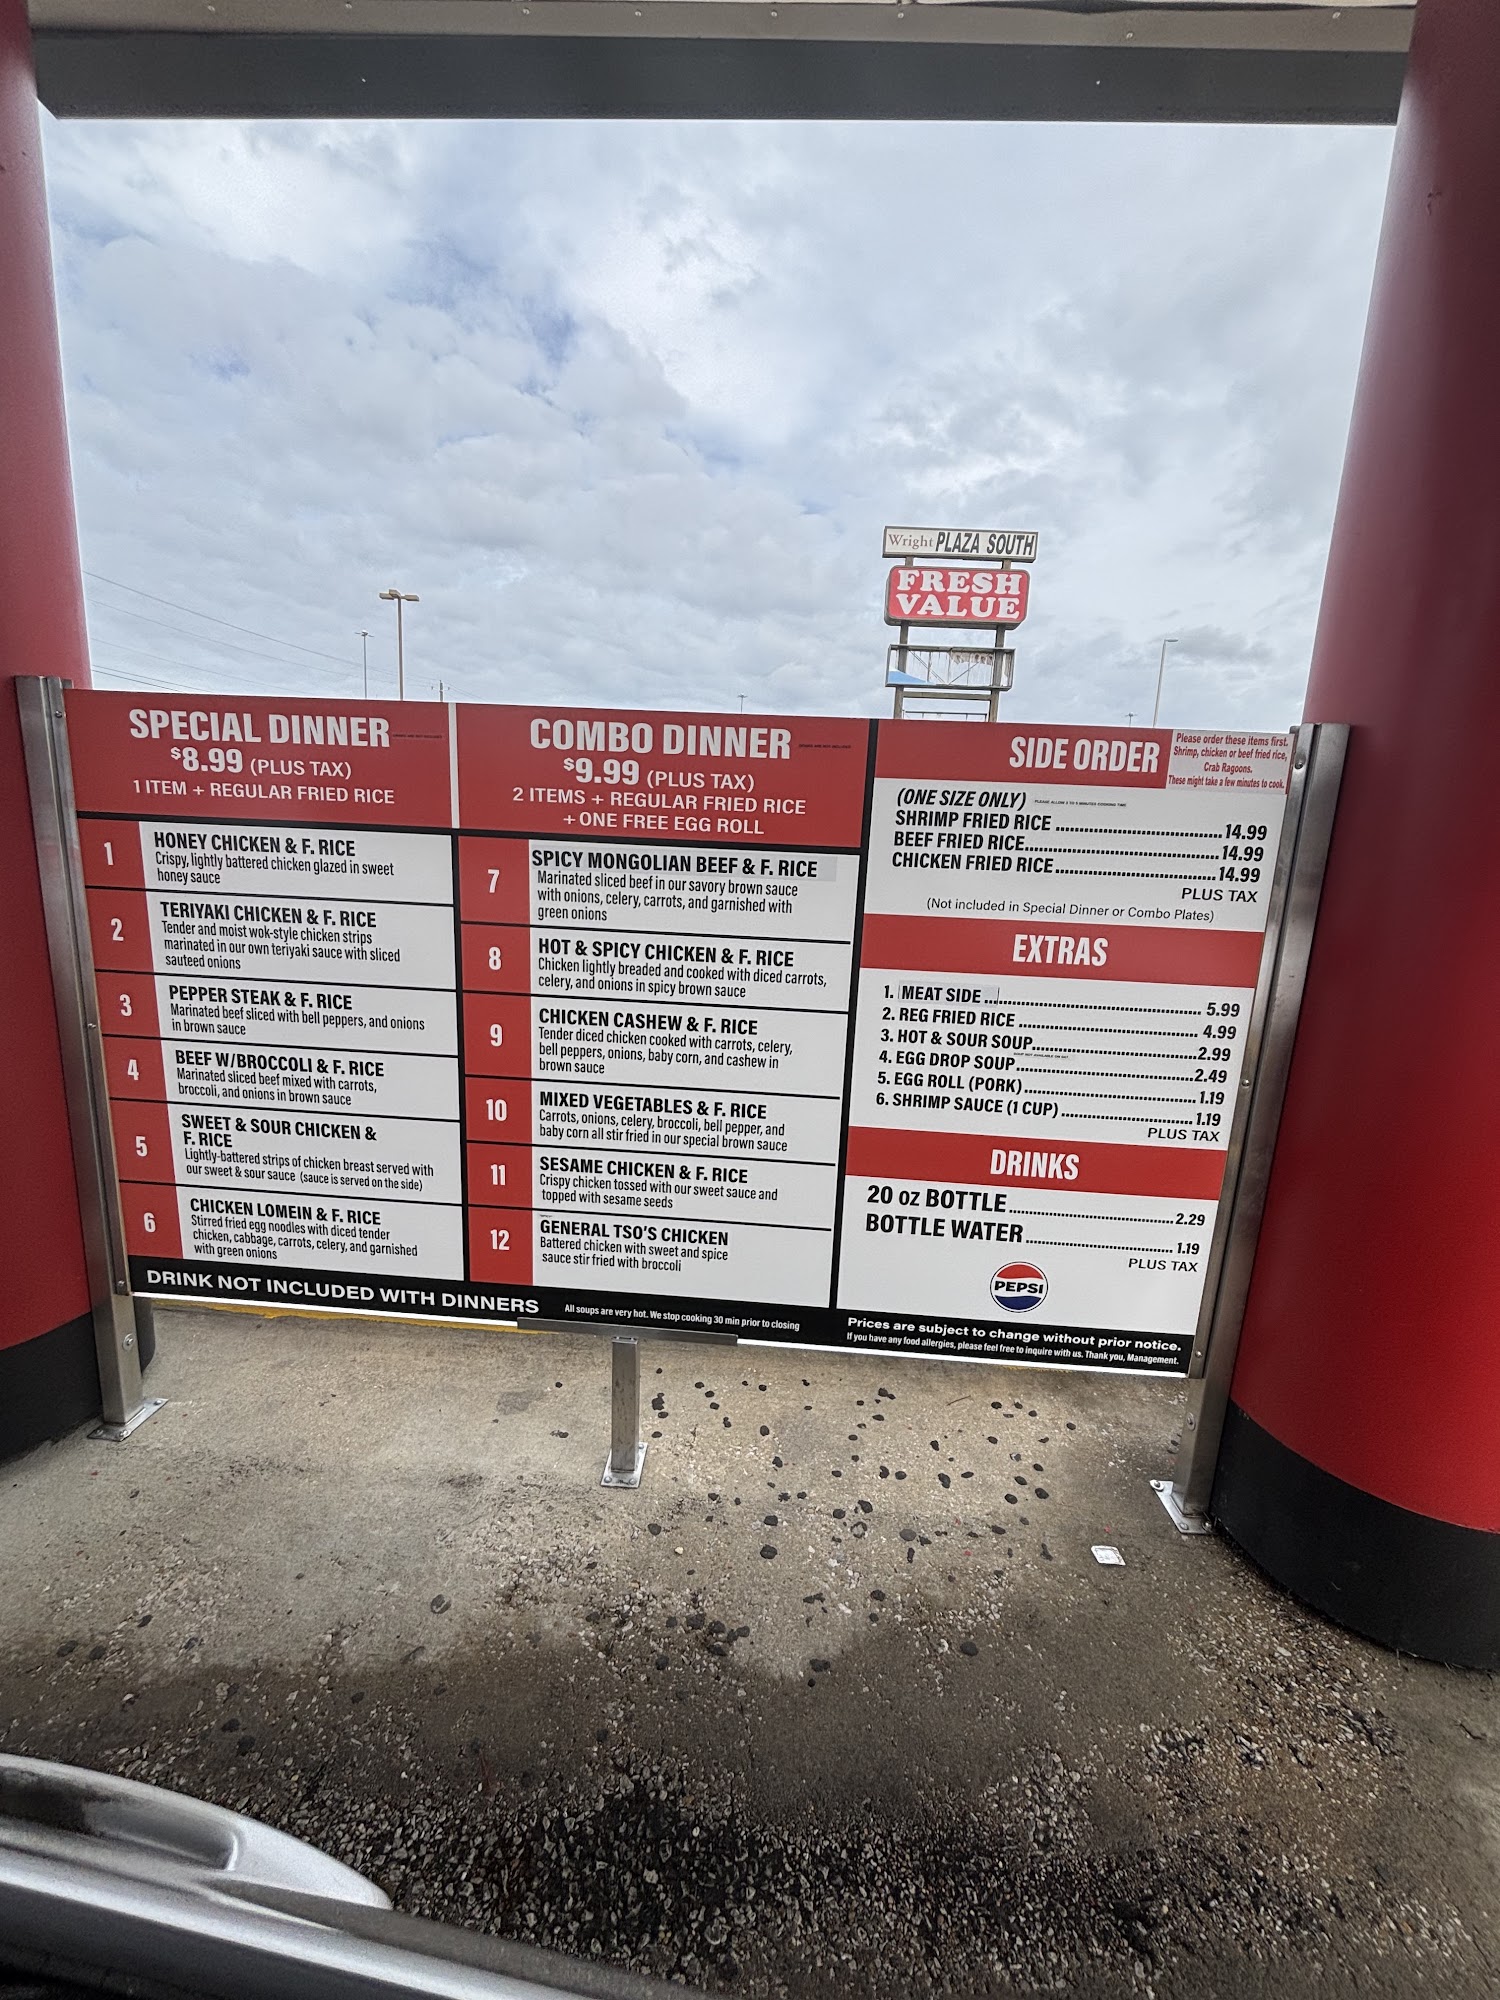 Wright PLAZA SOUTH
FRESH
VALUE
SPECIAL DINNER
$8.99 (PLUS TAX)
1 ITEM + REGULAR FRIED RICE
1
HONEY CHICKEN & F. RICE
Crispy, lightly battered chicken glazed in sweet
honey sauce
2
TERIYAKI CHICKEN & F. RICE
Tender and moist wok-style chicken strips
marinated in our own teriyaki sauce with sliced
sauteed onions
3
PEPPER STEAK & F. RICE
Marinated beef sliced with bell peppers, and onions
in brown sauce
4
BEEF W/BROCCOLI & F. RICE
Marinated sliced beef mixed with carrots,
broccoli, and onions in brown sauce
5
SWEET & SOUR CHICKEN &
F. RICE
Lightly-battered strips of chicken breast served with
our sweet & sour sauce (sauce is served on the side)
6
CHICKEN LOMEIN & F. RICE
Stirred fried egg noodles with diced tender
chicken, cabbage, carrots, celery, and garnished
with green onions
COMBO DINNER
$9.99 (PLUS TAX)
2 ITEMS + REGULAR FRIED RICE
+ ONE FREE EGG ROLL
7
SPICY MONGOLIAN BEEF & F. RICE
Marinated sliced beef in our savory brown sauce
with onions, celery, carrots, and garnished with
green onions
8
HOT & SPICY CHICKEN & F. RICE
Chicken lightly breaded and cooked with diced carrots,
celery, and onions in spicy brown sauce
9
CHICKEN CASHEW & F. RICE
Tender diced chicken cooked with carrots, celery,
bell peppers, onions, baby corn, and cashew in
brown sauce
10
MIXED VEGETABLES & F. RICE
Carrots, onions, celery, broccoli, bell pepper, and
baby corn all stir fried in our special brown sauce
11
SESAME CHICKEN & F. RICE
Crispy chicken tossed with our sweet sauce and
topped with sesame seeds
12
GENERAL TSO'S CHICKEN
Battered chicken with sweet and spice
sauce stir fried with broccoli
SIDE ORDER
Please order these items first.
Shrimp, chicken or beef fried rice,
Crab Ragoons.
These might take a few minutes to cook.
(ONE SIZE ONLY)
SHRIMP FRIED RICE 14.99
BEEF FRIED RICE 14.99
CHICKEN FRIED RICE 14.99
PLUS TAX
(Not included in Special Dinner or Combo Plates)
EXTRAS
1. MEAT SIDE 5.99
2. REG FRIED RICE 4.99
3. HOT & SOUR SOUP 2.99
4. EGG DROP SOUP 2.49
5. EGG ROLL (PORK) 1.19
6. SHRIMP SAUCE (1 CUP) 1.19
PLUS TAX
DRINKS
20 OZ BOTTLE 2.29
BOTTLE WATER 1.19
PLUS TAX
PEPSI
DRINK NOT INCLUDED WITH DINNERS
All soups are very hot. We stop cooking 30 min prior to closing
Prices are subject to change without prior notice.
If you have any food allergies, please feel free to inquire with us. Thank you, Management.